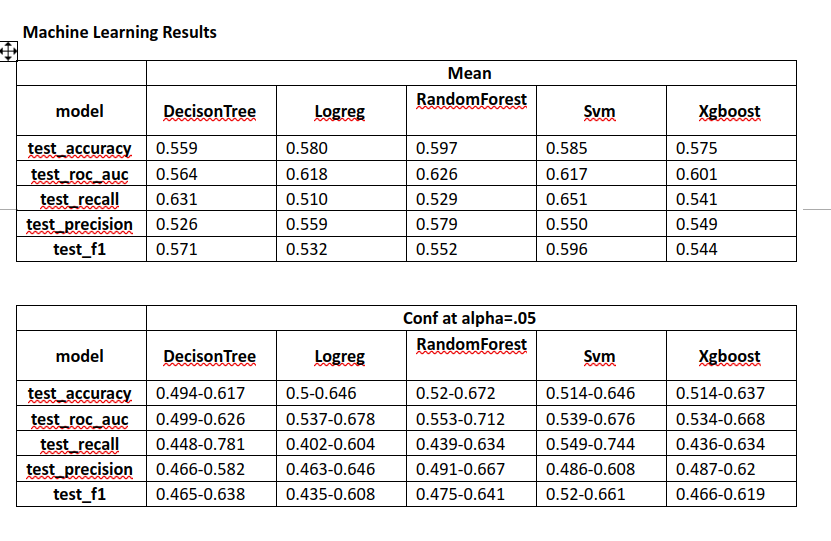 Machine Learning Results
Mean
model DecisonTree Logreg RandomForest Svm Xgboost
test_accuracy 0.559 0.580 0.597 0.585 0.575
test_roc_auc 0.564 0.618 0.626 0.617 0.601
test_recall 0.631 0.510 0.529 0.651 0.541
test_precision 0.526 0.559 0.579 0.550 0.549
test_f1 0.571 0.532 0.552 0.596 0.544
Conf at alpha=.05
model DecisonTree Logreg RandomForest Svm Xgboost
test_accuracy 0.494-0.617 0.5-0.646 0.52-0.672 0.514-0.646 0.514-0.637
test_roc_auc 0.499-0.626 0.537-0.678 0.553-0.712 0.539-0.676 0.534-0.668
test_recall 0.448-0.781 0.402-0.604 0.439-0.634 0.549-0.744 0.436-0.634
test_precision 0.466-0.582 0.463-0.646 0.491-0.667 0.486-0.608 0.487-0.62
test_f1 0.465-0.638 0.435-0.608 0.475-0.641 0.52-0.661 0.466-0.619